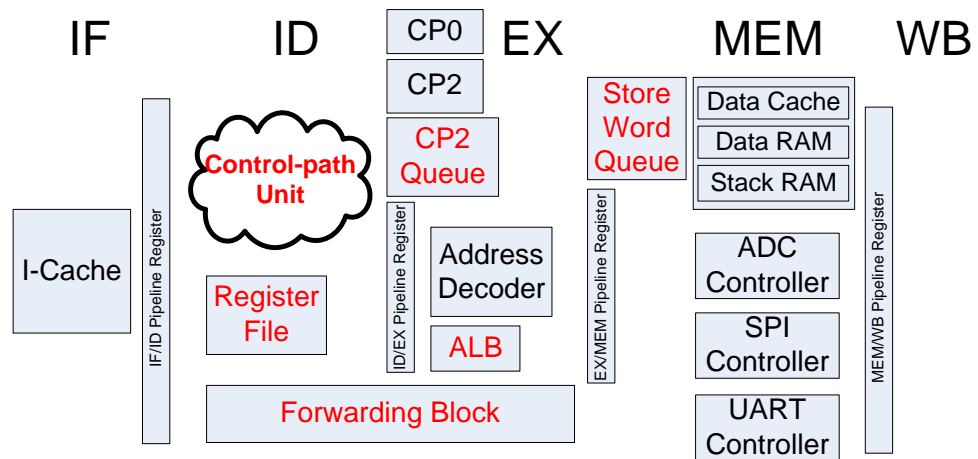 IF
ID
EX
MEM
WB
CP0
CP2
CP2
Queue
Control-path
Unit
Store
Word
Queue
Data Cache
Data RAM
Stack RAM
I-Cache
IF/ID Pipeline Register
Register
File
ID/EX Pipeline Register
Address
Decoder
ALB
EX/MEM Pipeline Register
ADC
Controller
SPI
Controller
UART
Controller
MEM/WB Pipeline Register
Forwarding Block